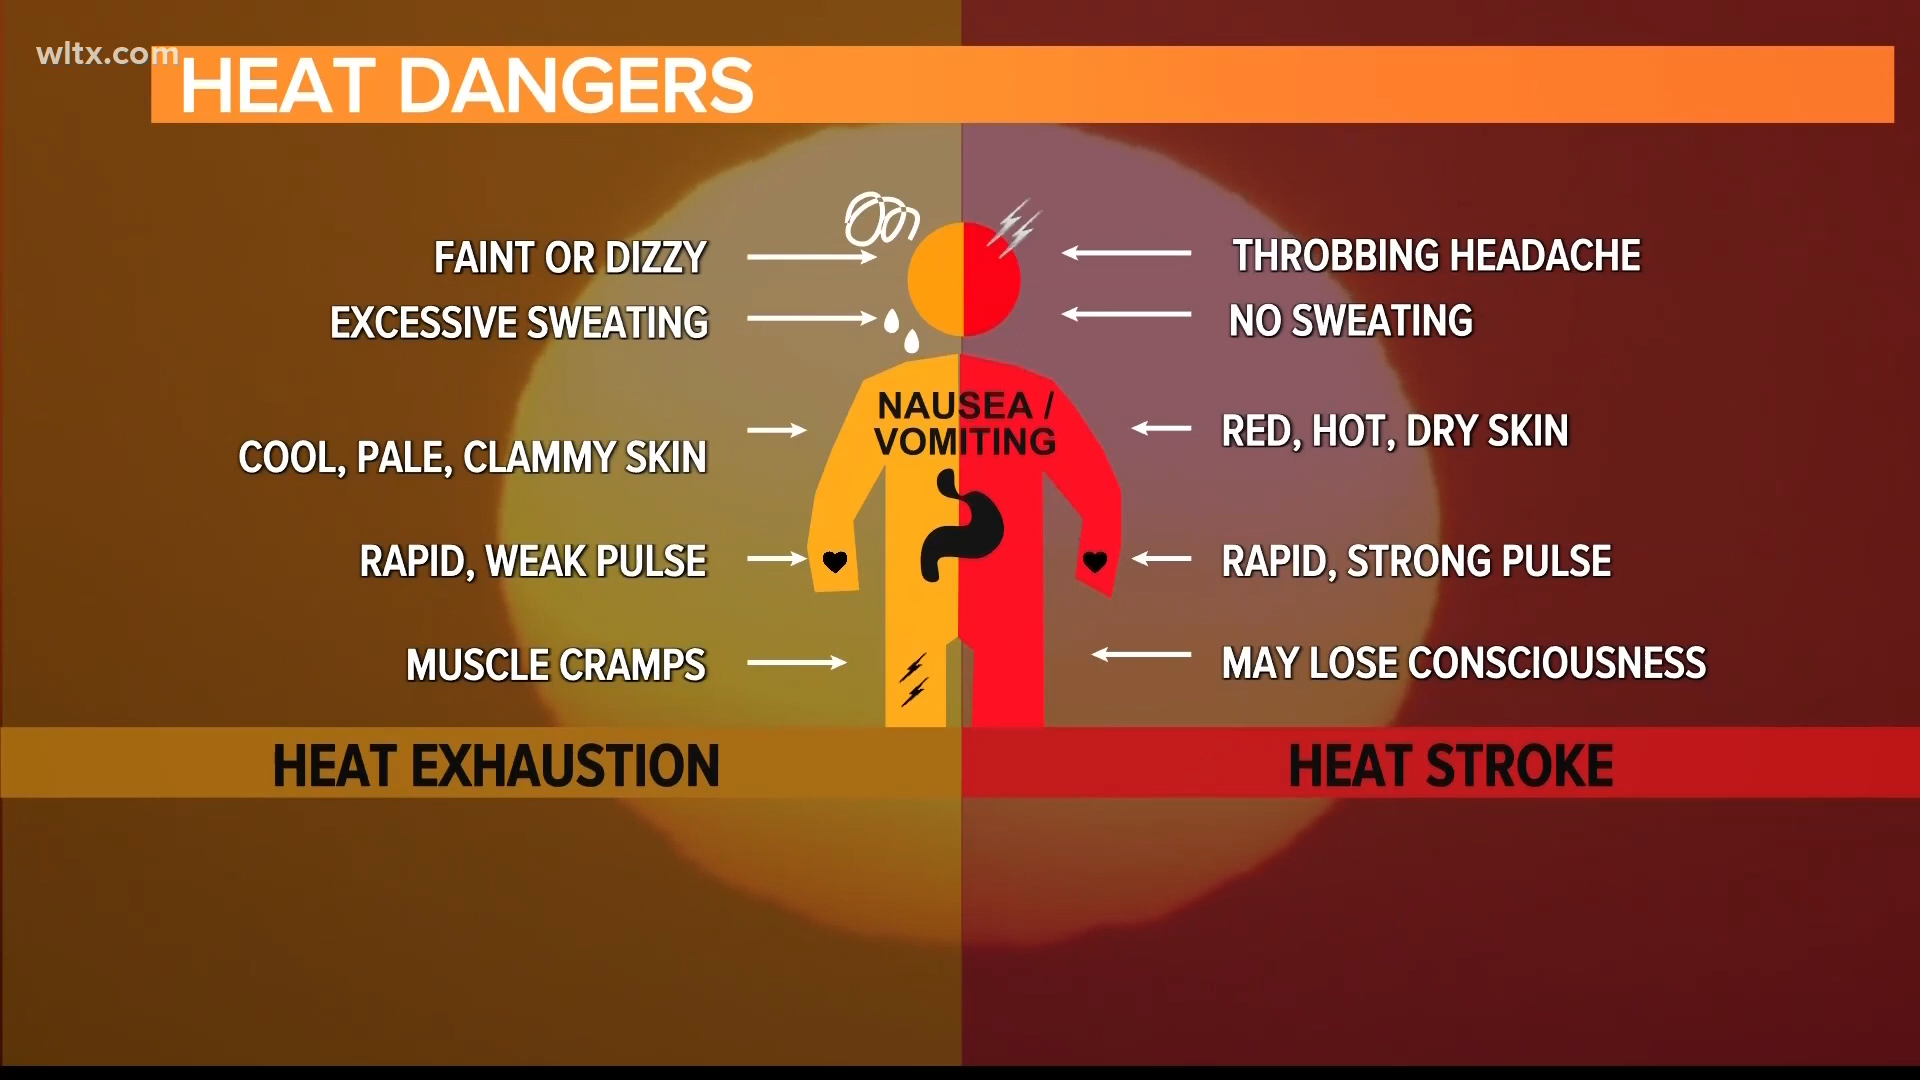 wltx.com
HEAT DANGERS
FAINT OR DIZZY
EXCESSIVE SWEATING
COOL, PALE, CLAMMY SKIN
RAPID, WEAK PULSE
MUSCLE CRAMPS
NAUSEA /
VOMITING
THROBBING HEADACHE
NO SWEATING
RED, HOT, DRY SKIN
RAPID, STRONG PULSE
MAY LOSE CONSCIOUSNESS
HEAT EXHAUSTION
HEAT STROKE